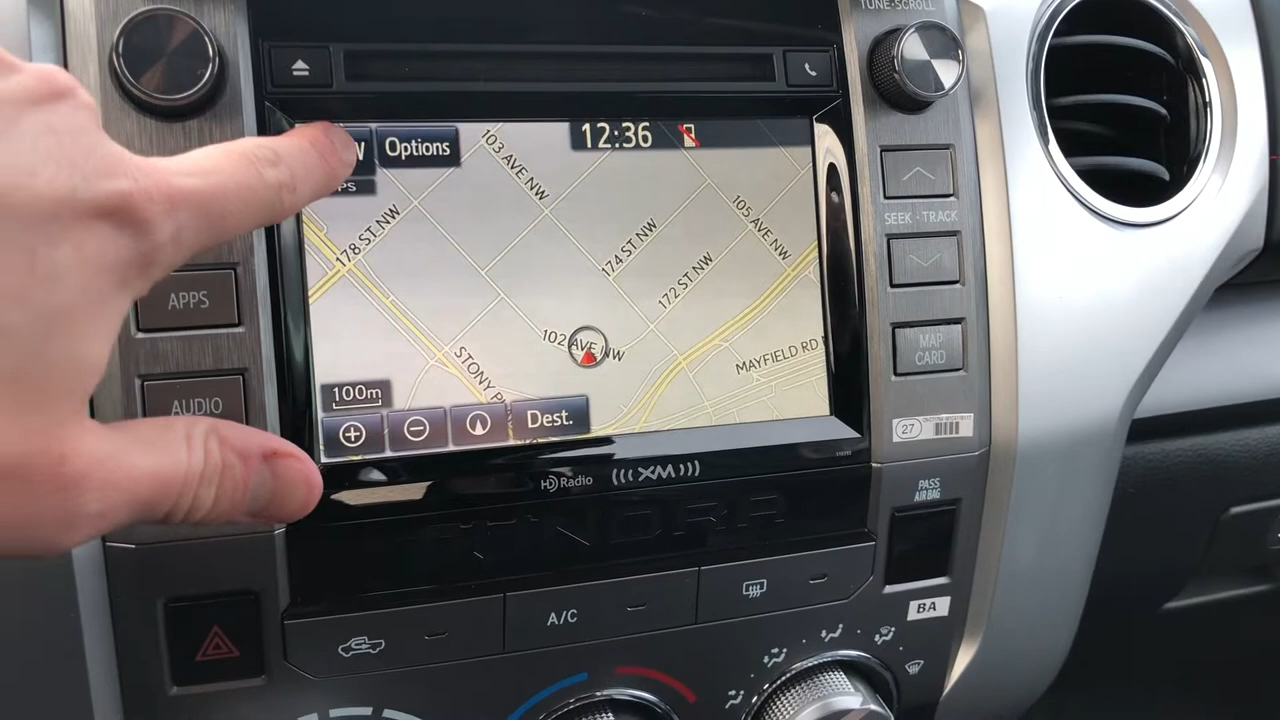 TUNE·SCROLL
Options
12:36
103 AVE NW
178 ST NW
174 ST NW
105 AVE NW
172 ST NW
102 AVE NW
MAYFIELD RD
STONY
100m
Dest.
APPS
AUDIO
SEEK·TRACK
MAP
CARD
27
HD Radio
((( XM )))
TUNDRA
PASS
AIR BAG
A/C
BA